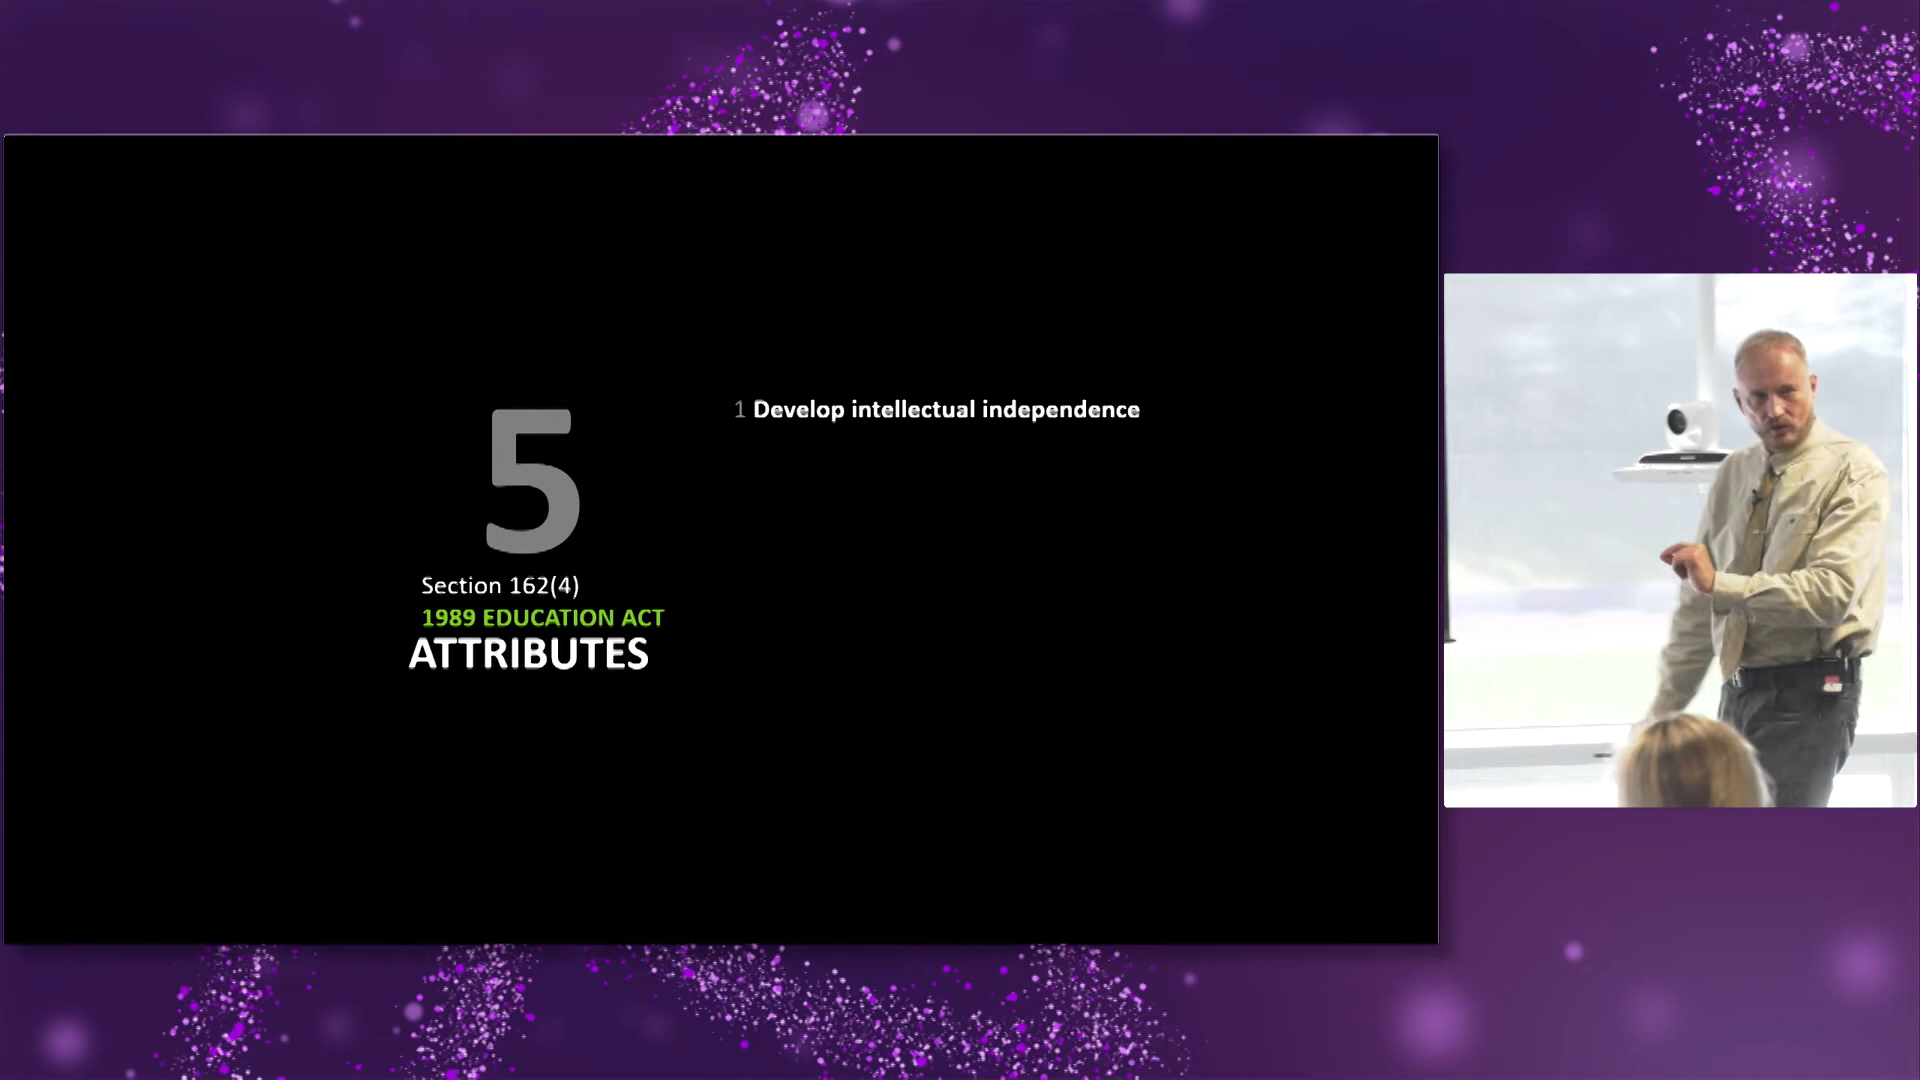 5
Section 162(4)
1989 EDUCATION ACT
ATTRIBUTES
1 Develop intellectual independence